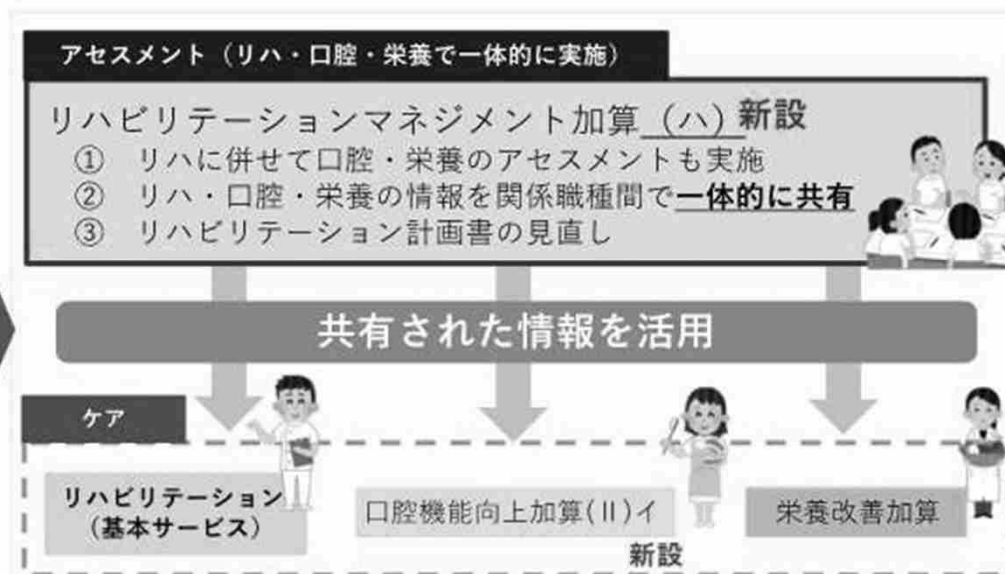 アセスメント（リハ・口腔・栄養で一体的に実施）
リハビリテーションマネジメント加算（ハ）新設
① リハに併せて口腔・栄養のアセスメントも実施
② リハ・口腔・栄養の情報を関係職種間で一体的に共有
③ リハビリテーション計画書の見直し
共有された情報を活用
ケア
リハビリテーション
（基本サービス）
口腔機能向上加算(Ⅱ)イ
新設
栄養改善加算